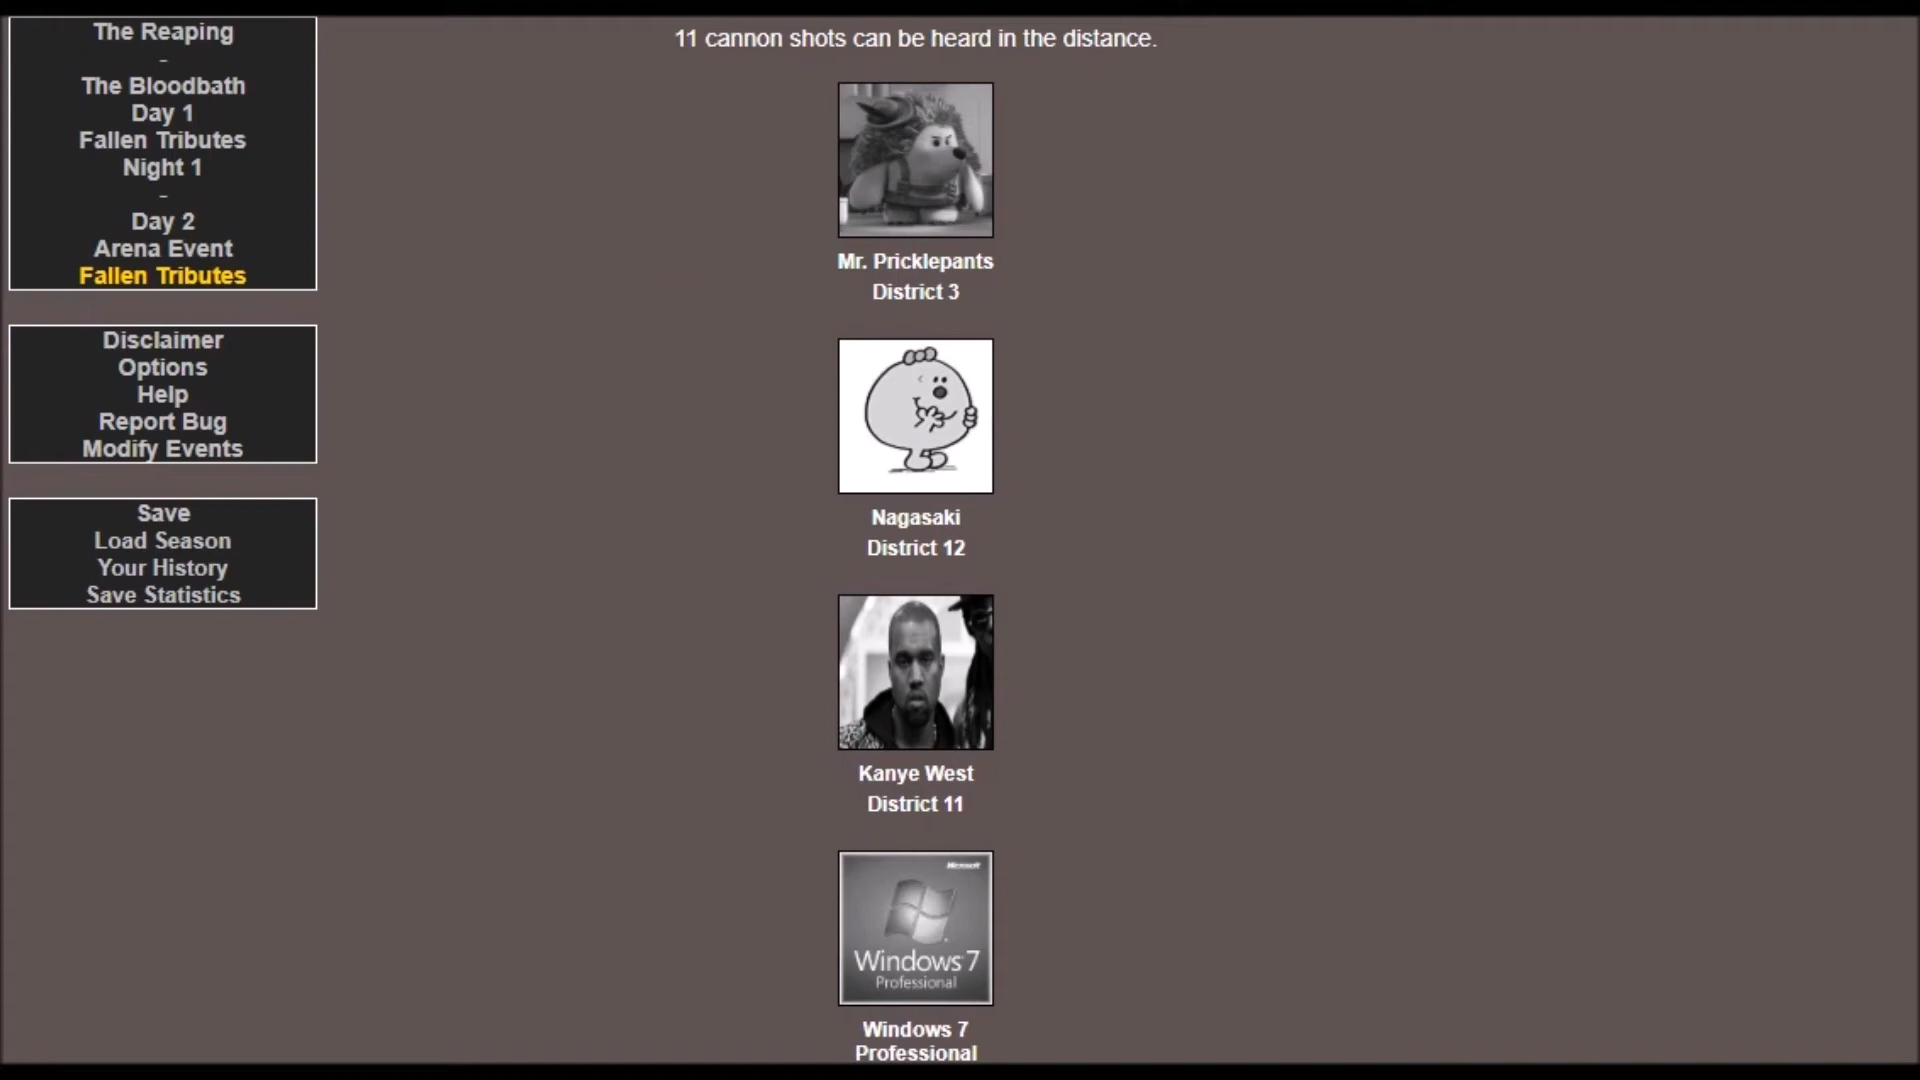 The Reaping
-
The Bloodbath
Day 1
Fallen Tributes
Night 1
-
Day 2
Arena Event
Fallen Tributes
Disclaimer
Options
Help
Report Bug
Modify Events
Save
Load Season
Your History
Save Statistics
11 cannon shots can be heard in the distance.
Mr. Pricklepants
District 3
Nagasaki
District 12
Kanye West
District 11
Microsoft
Windows 7
Professional
Windows 7
Professional